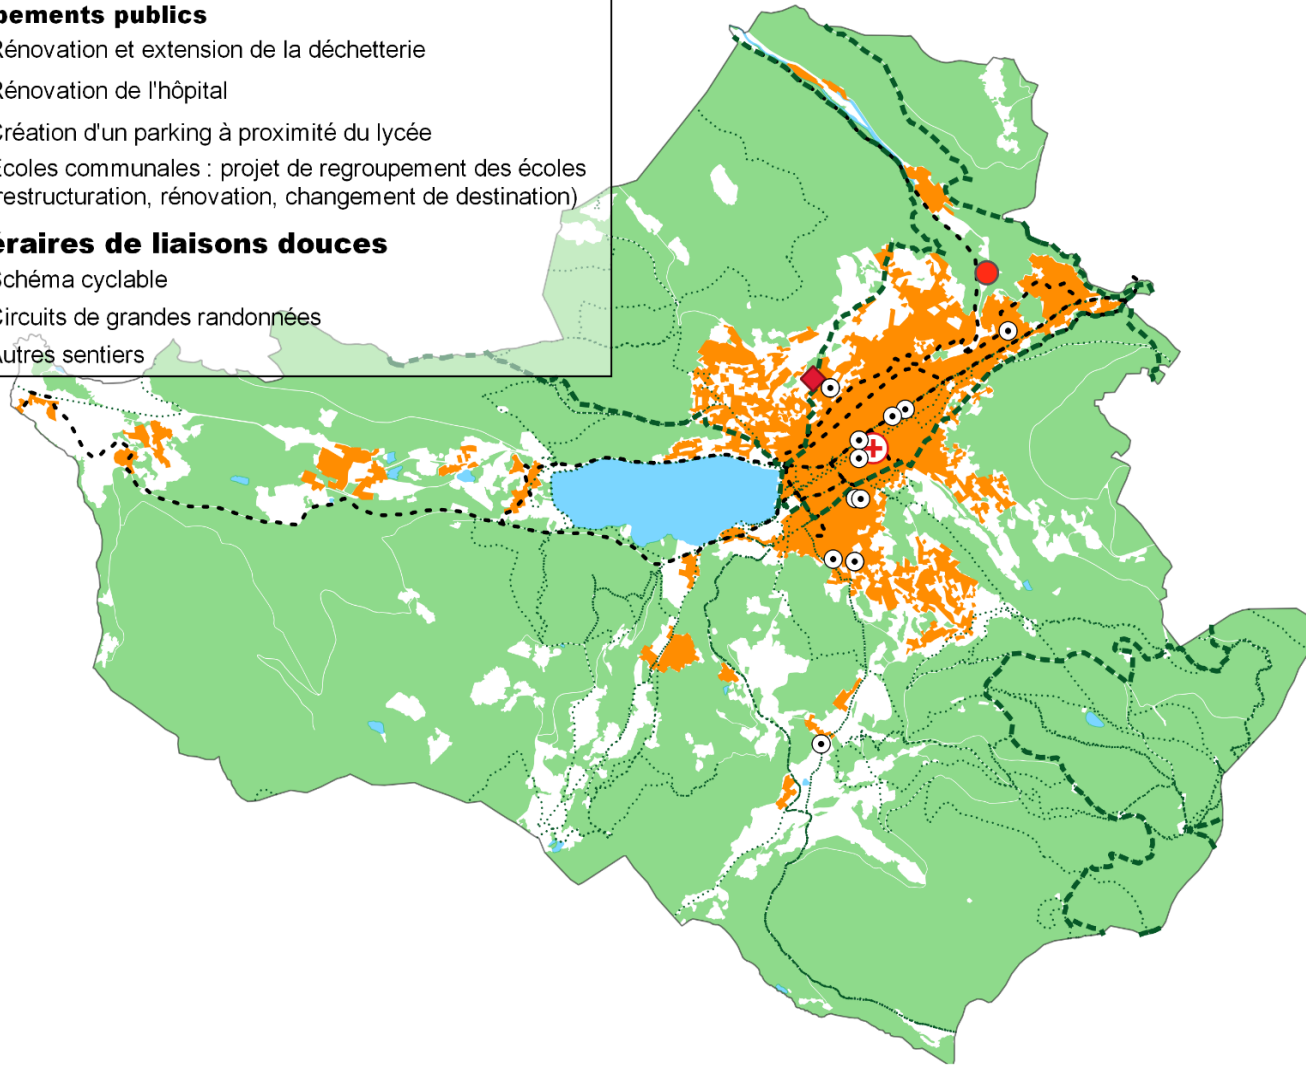 pements publics
Rénovation et extension de la déchetterie
Rénovation de l'hôpital
Création d'un parking à proximité du lycée
Ecoles communales : projet de regroupement des écoles
restructuration, rénovation, changement de destination)
éraires de liaisons douces
Schéma cyclable
Circuits de grandes randonnées
Autres sentiers